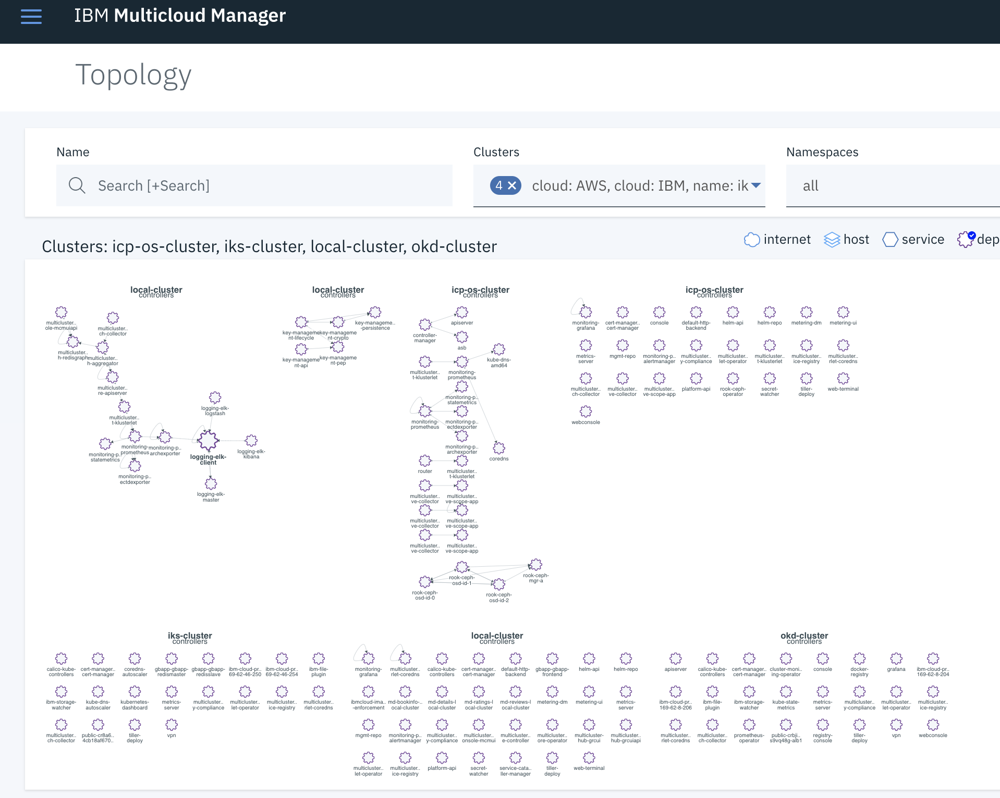 IBM Multicloud Manager
Topology
Name
Clusters
Namespaces
Search [+Search]
4
cloud: AWS, cloud: IBM, name: ik
all
Clusters: icp-os-cluster, iks-cluster, local-cluster, okd-cluster
internet
host
service
dep
local-cluster
controllers
multicluster..
ole-mcmuiapi
multicluster..
ch-collector
multicluster..
h-redisgraph
multicluster..
h-aggregator
multicluster..
re-apiserver
multicluster..
t-klusterlet
logging-elk-
logstash
monitoring-p..
statemetrics
monitoring-
prometheus
monitoring-p..
archexporter
logging-elk-
client
logging-elk-
kibana
monitoring-p..
ectdexporter
logging-elk-
master
local-cluster
controllers
key-manageme..
-persistence
key-manageme
nt-lifecycle
key-manageme
nt-crypto
key-manageme
nt-api
key-manageme
nt-pep
icp-os-cluster
controllers
apiserver
controller-
manager
asb
kube-dns-
amd64
multicluster..
t-klusterlet
monitoring-
prometheus
monitoring-p..
statemetrics
monitoring-
prometheus
monitoring-p..
ectdexporter
monitoring-p..
archexporter
coredns
router
multicluster..
t-klusterlet
multicluster..
ve-collector
multicluster..
ve-scope-app
multicluster..
ve-collector
multicluster..
ve-scope-app
multicluster..
ve-collector
multicluster..
ve-scope-app
rook-ceph-
osd-id-1
rook-ceph-
mgr-a
rook-ceph-
osd-id-0
rook-ceph-
osd-id-2
icp-os-cluster
controllers
monitoring-
grafana
cert-manager..
cert-manager
console
default-http-
backend
helm-api
helm-repo
metering-dm
metering-ui
metrics-
server
mgmt-repo
monitoring-p..
alertmanager
multicluster..
y-compliance
multicluster..
let-operator
multicluster..
t-klusterlet
multicluster..
ice-registry
multicluster..
rlet-coredns
multicluster..
ch-collector
multicluster..
ve-collector
multicluster..
ve-scope-app
platform-api
rook-ceph-
operator
secret-
watcher
tiller-
deploy
web-terminal
webconsole
iks-cluster
controllers
calico-kube-
controllers
cert-manager..
cert-manager
coredns-
autoscaler
gbapp-gbapp-
redismaster
gbapp-gbapp-
redisslave
ibm-cloud-pr..
69-62-46-250
ibm-cloud-pr..
69-62-46-254
ibm-file-
plugin
ibm-storage-
watcher
kube-dns-
autoscaler
kubernetes-
dashboard
metrics-
server
multicluster..
y-compliance
multicluster..
let-operator
multicluster..
ice-registry
multicluster..
rlet-coredns
multicluster..
ch-collector
public-cr8a6..
4cb18af670..
tiller-
deploy
vpn
local-cluster
controllers
monitoring-
grafana
multicluster..
rlet-coredns
calico-kube-
controllers
cert-manager..
cert-manager
default-http-
backend
gbapp-gbapp-
frontend
helm-api
helm-repo
ibmcloud-ima..
-enforcement
md-bookinfo-..
ocal-cluster
md-details-l
ocal-cluster
md-ratings-l
ocal-cluster
md-reviews-l
ocal-cluster
metering-dm
metering-ui
metrics-
server
mgmt-repo
monitoring-p..
alertmanager
multicluster..
y-compliance
multicluster..
onsole-mcmui
multicluster..
e-controller
multicluster..
ore-operator
multicluster-
hub-grcui
multicluster..
hub-grcuiapi
multicluster..
let-operator
multicluster..
ice-registry
platform-api
secret-
watcher
service-cata..
ller-manager
tiller-
deploy
web-terminal
okd-cluster
controllers
apiserver
calico-kube-
controllers
cert-manager..
cert-manager
cluster-moni..
ing-operator
console
docker-
registry
grafana
ibm-cloud-pr..
169-62-8-204
ibm-cloud-pr..
169-62-8-206
ibm-file-
plugin
ibm-storage-
watcher
kube-state-
metrics
metrics-
server
multicluster..
y-compliance
multicluster..
let-operator
multicluster..
ice-registry
multicluster..
rlet-coredns
multicluster..
ch-collector
prometheus-
operator
public-crbji..
s9vq48g-alb1
registry-
console
tiller-
deploy
vpn
webconsole